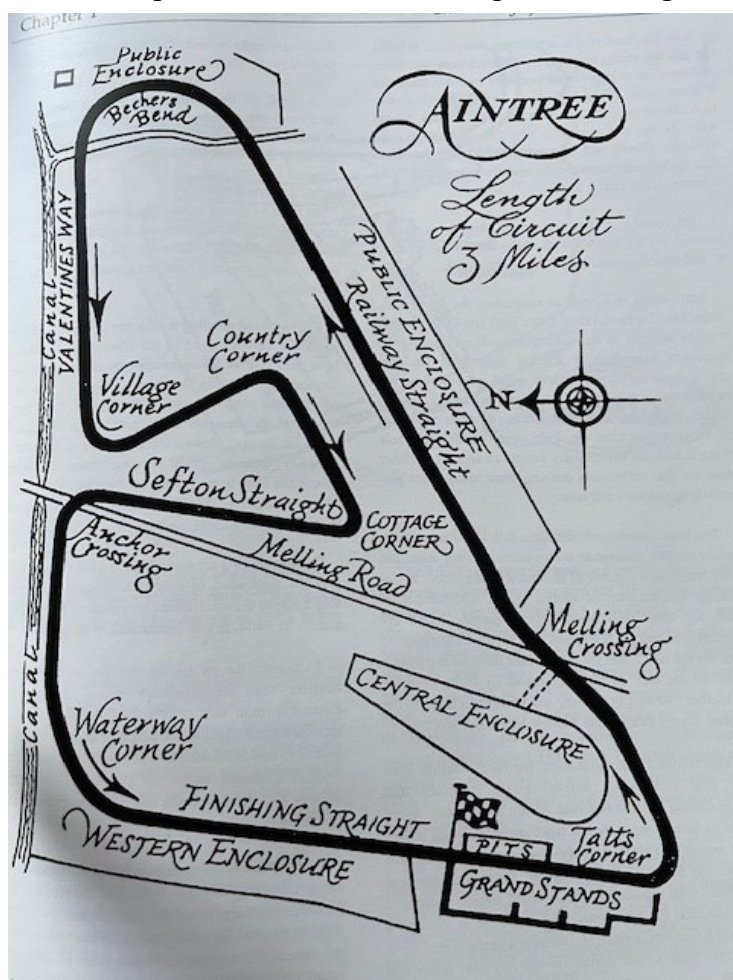 Chapter 1
Public
Enclosure
Bechers
Bend
AINTREE
Length
of Circuit
3 Miles
PUBLIC ENCLOSURE
Railway Straight
Canal
VALENTINES WAY
Country
Corner
Village
Corner
N
Sefton Straight
COTTAGE
CORNER
Anchor
Crossing
Melling Road
Melling
Crossing
CENTRAL ENCLOSURE
Canal
Waterway
Corner
FINISHING STRAIGHT
PITS
Tatts
Corner
WESTERN ENCLOSURE
GRAND STANDS